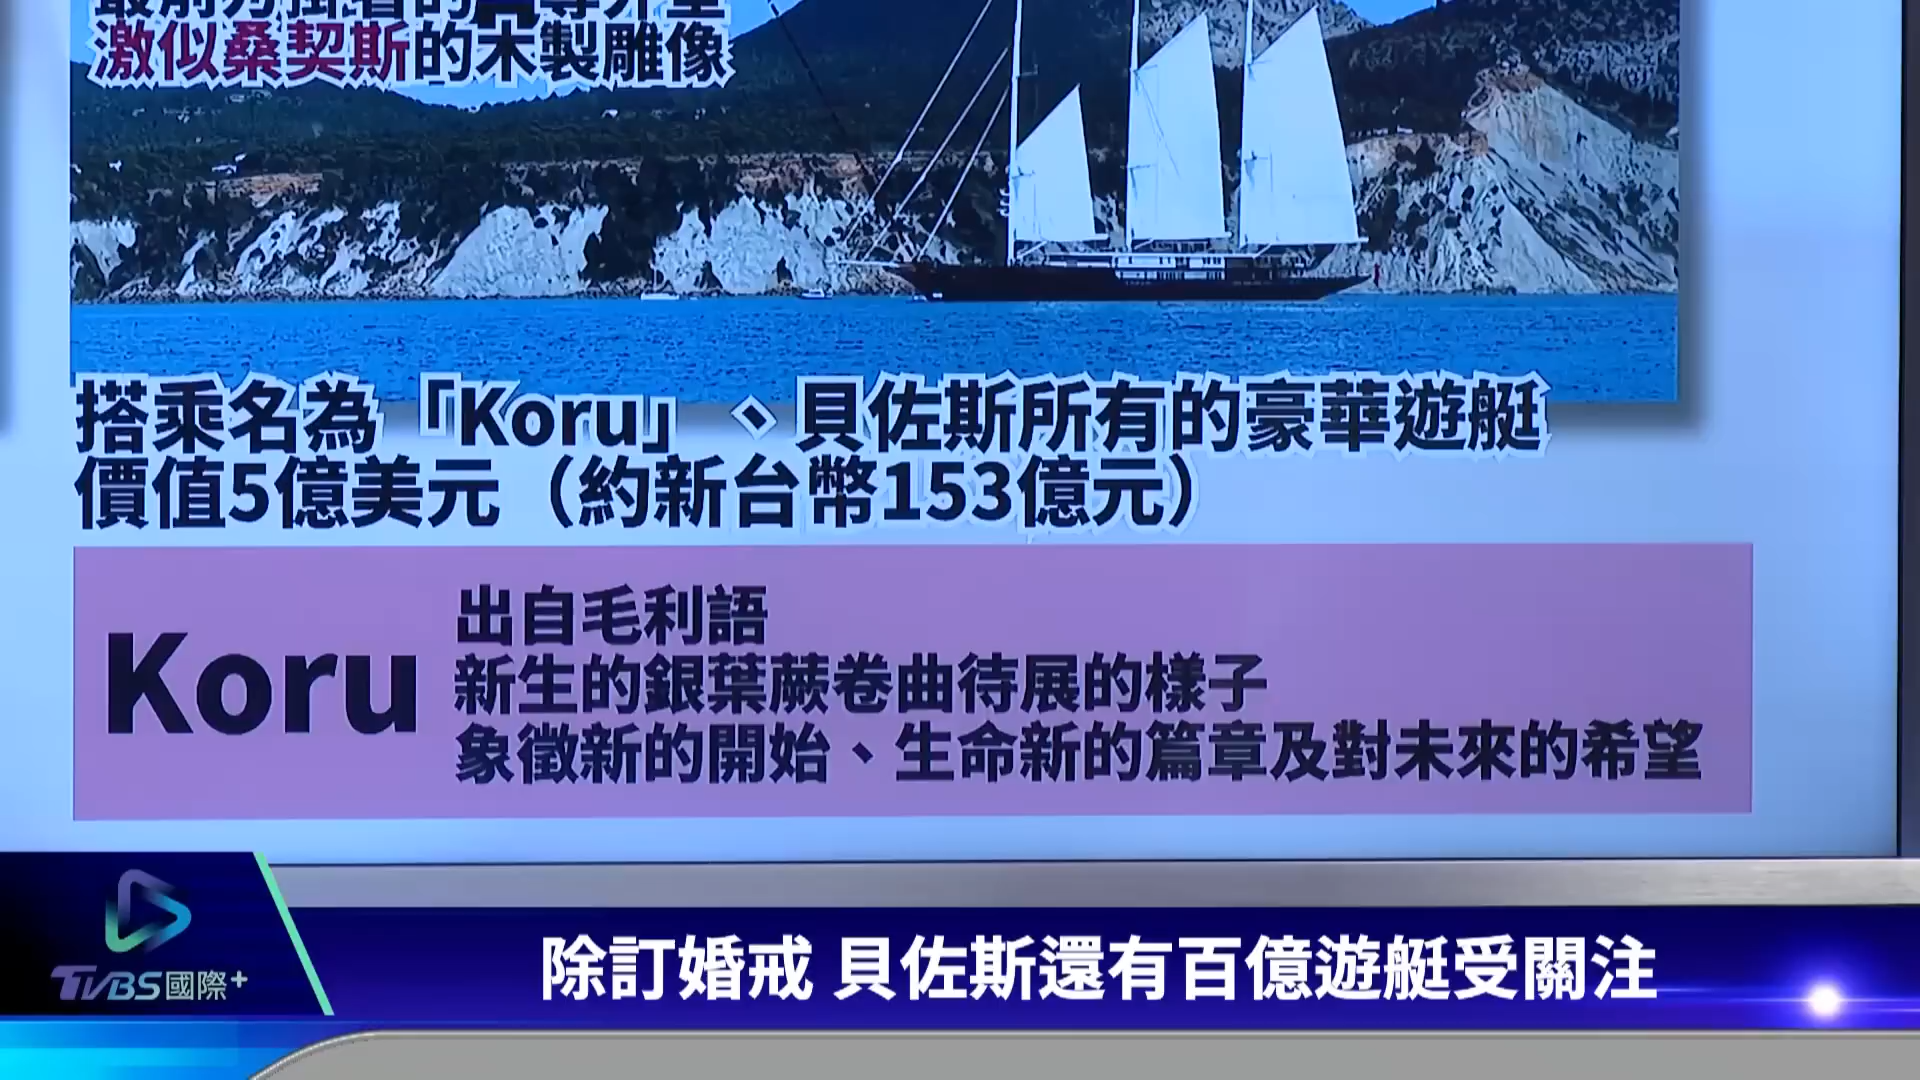 激似桑契斯的木製雕像
搭乘名為「Koru」、貝佐斯所有的豪華遊艇
價值5億美元（約新台幣153億元）
Koru
出自毛利語
新生的銀葉蕨卷曲待展的樣子
象徵新的開始、生命新的篇章及對未來的希望
TVBS國際+
除訂婚戒 貝佐斯還有百億遊艇受關注